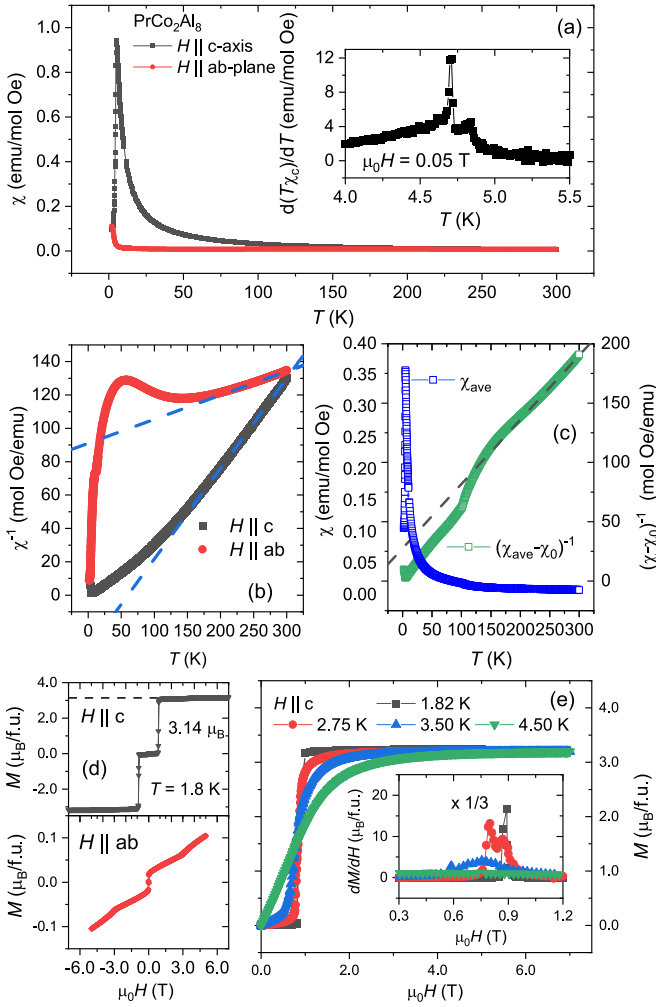 PrCo2Al8
H || c-axis
H || ab-plane
(a)
χ (emu/mol Oe)
1.0
0.8
0.6
0.4
0.2
0.0
0
50
100
150
200
250
300
T (K)
d(Tχc)/dT (emu/mol Oe)
12
8
4
0
μ0H = 0.05 T
4.0
4.5
5.0
5.5
T (K)
χ-1 (mol Oe/emu)
140
120
100
80
60
40
20
0
H || c
H || ab
(b)
0
50
100
150
200
250
300
T (K)
χ (emu/mol Oe)
0.40
0.35
0.30
0.25
0.20
0.15
0.10
0.05
0.00
χave
(c)
(χave-χ0)-1
200
150
100
50
0
(χ-χ0)-1 (mol Oe/emu)
0
50
100
150
200
250
300
T (K)
M (μB/f.u.)
4.0
2.0
0.0
-2.0
H || c
3.14 μB
(d)
T = 1.8 K
M (μB/f.u.)
0.1
0.0
-0.1
H || ab
-6.0
-3.0
0.0
3.0
6.0
μ0H (T)
H || c
1.82 K
(e)
2.75 K
3.50 K
4.50 K
4.0
3.0
2.0
1.0
0.0
M (μB/f.u.)
dM/dH (μB/f.u.)
20
10
0
x 1/3
0.3
0.6
0.9
1.2
μ0H (T)
0.0
2.0
4.0
6.0
μ0H (T)